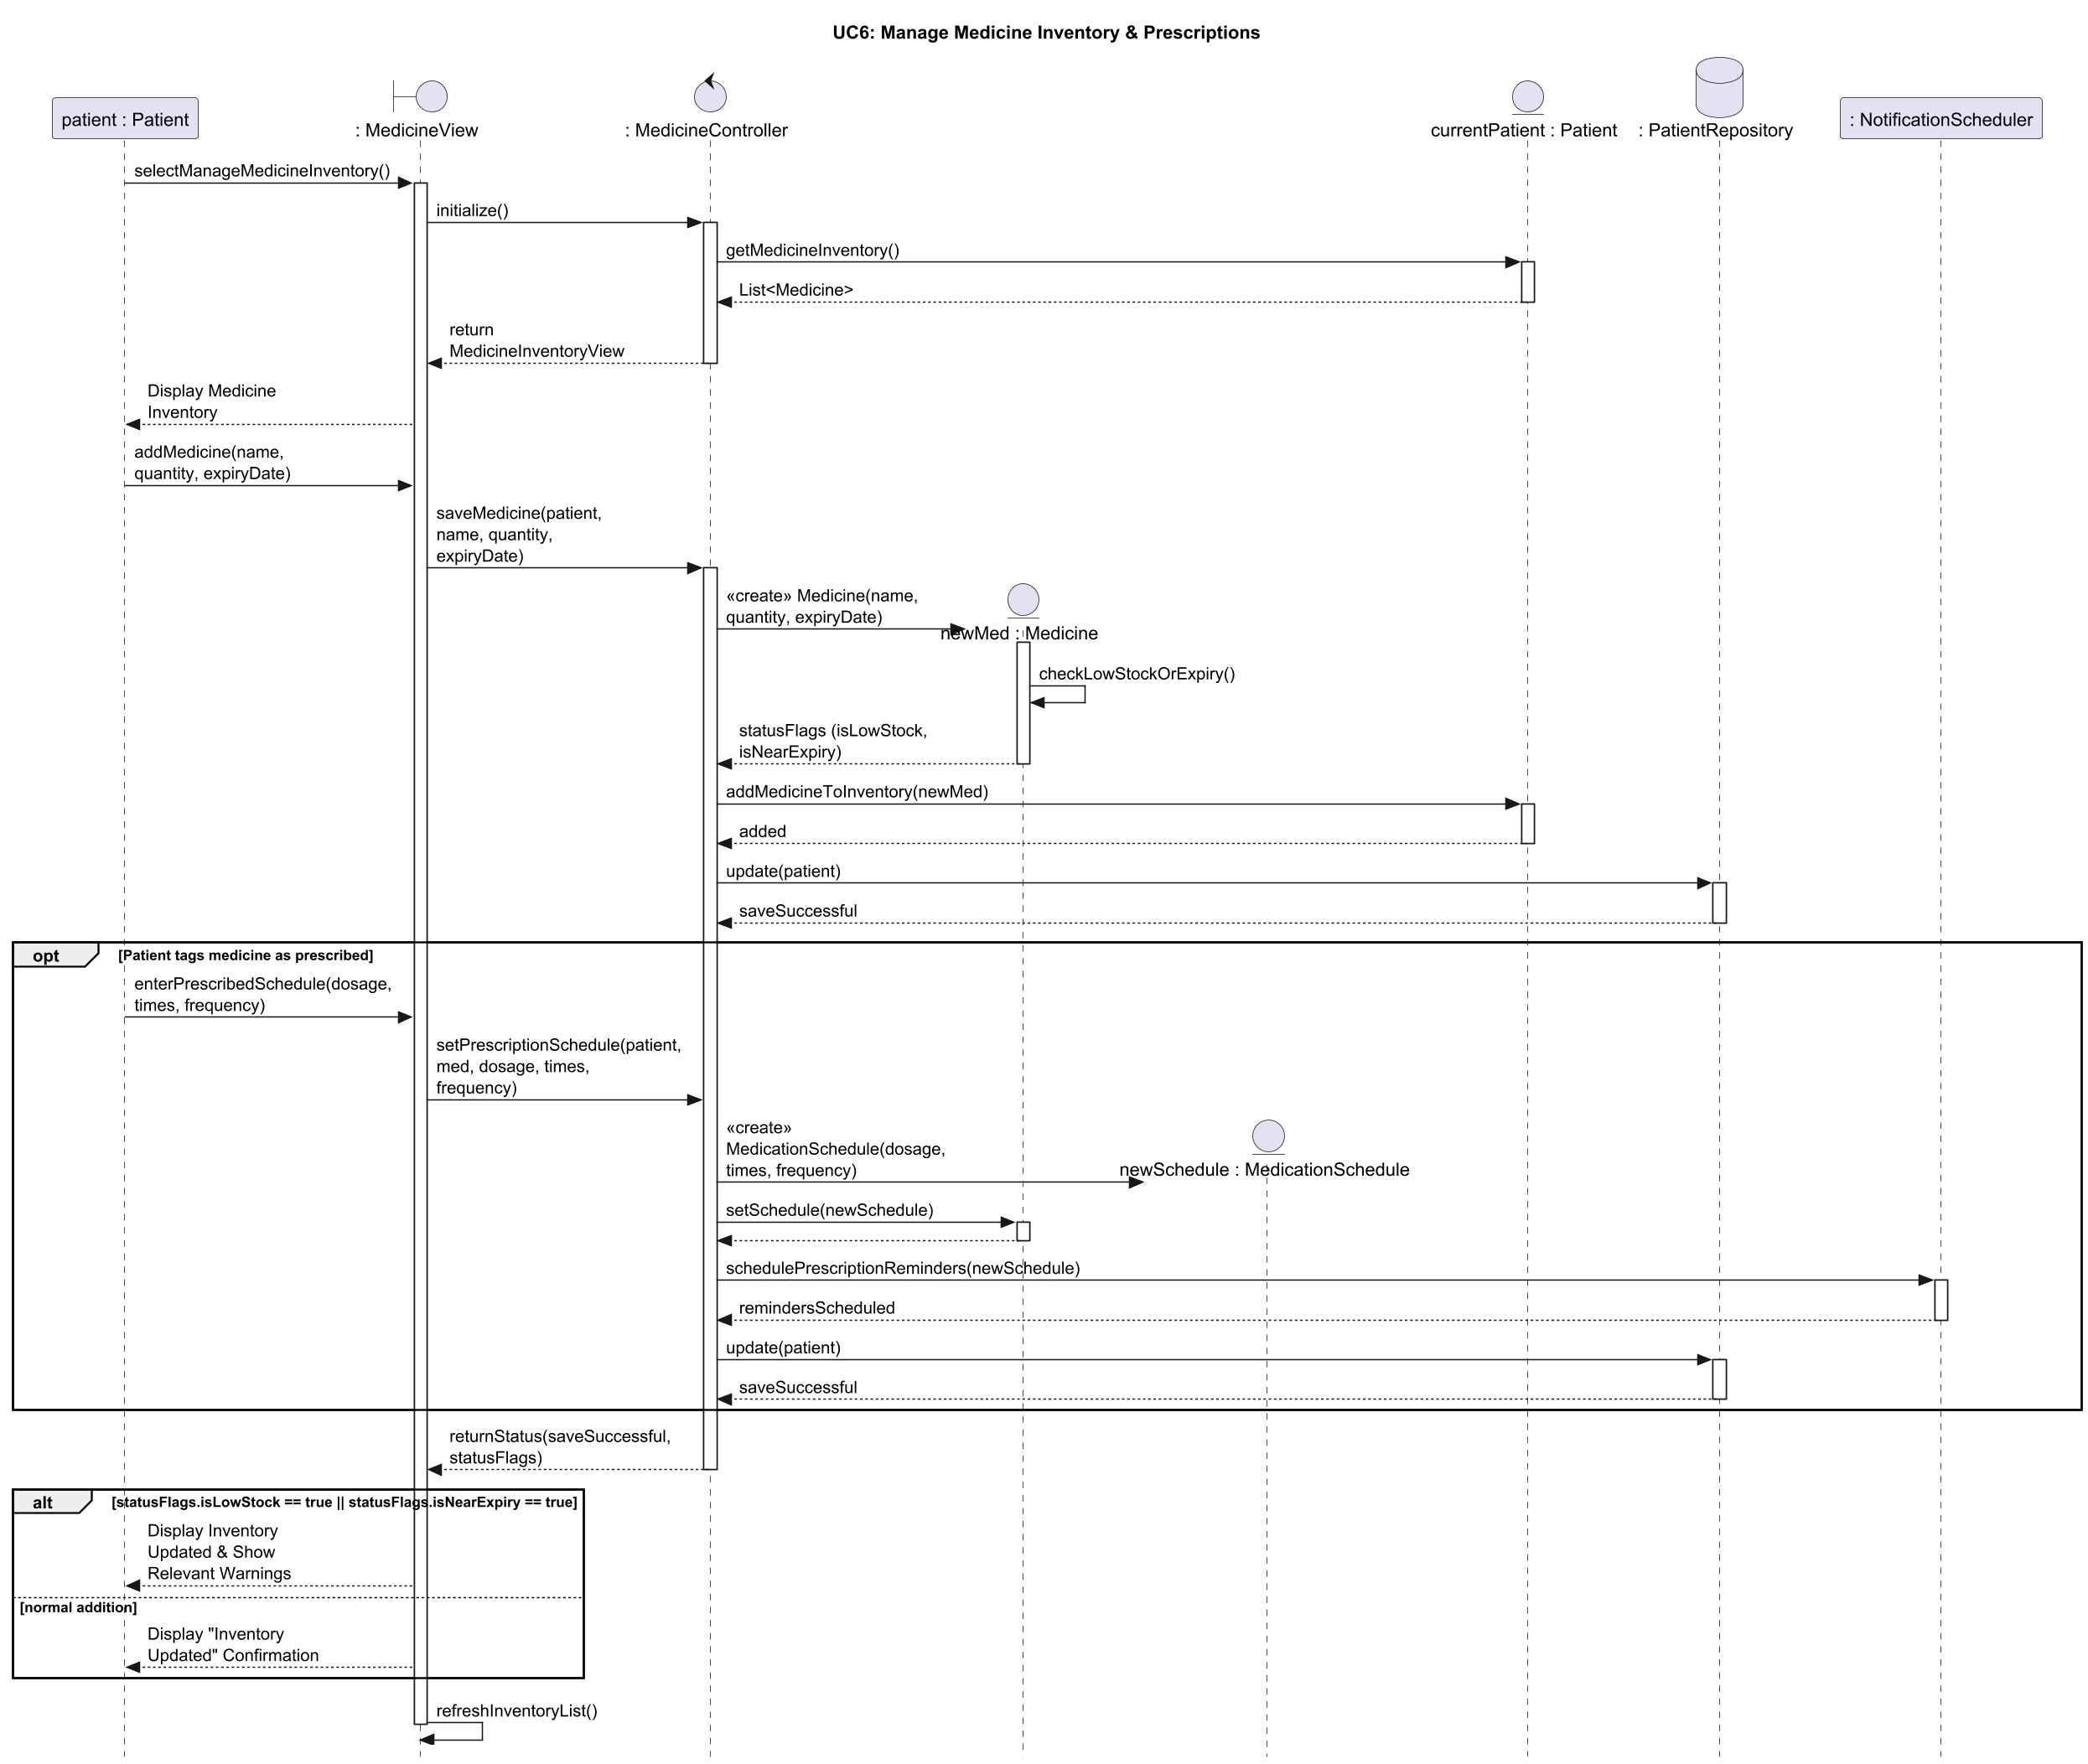 UC6: Manage Medicine Inventory & Prescriptions
patient : Patient
: MedicineView
: MedicineController
currentPatient : Patient
: PatientRepository
: NotificationScheduler
selectManageMedicineInventory()
initialize()
getMedicineInventory()
List<Medicine>
return
MedicineInventoryView
Display Medicine
Inventory
addMedicine(name,
quantity, expiryDate)
saveMedicine(patient,
name, quantity,
expiryDate)
«create» Medicine(name,
quantity, expiryDate)
newMed : Medicine
checkLowStockOrExpiry()
statusFlags (isLowStock,
isNearExpiry)
addMedicineToInventory(newMed)
added
update(patient)
saveSuccessful
opt
[Patient tags medicine as prescribed]
enterPrescribedSchedule(dosage,
times, frequency)
setPrescriptionSchedule(patient,
med, dosage, times,
frequency)
«create»
MedicationSchedule(dosage,
times, frequency)
newSchedule : MedicationSchedule
setSchedule(newSchedule)
schedulePrescriptionReminders(newSchedule)
remindersScheduled
update(patient)
saveSuccessful
returnStatus(saveSuccessful,
statusFlags)
alt
[statusFlags.isLowStock == true || statusFlags.isNearExpiry == true]
Display Inventory
Updated & Show
Relevant Warnings
[normal addition]
Display "Inventory
Updated" Confirmation
refreshInventoryList()